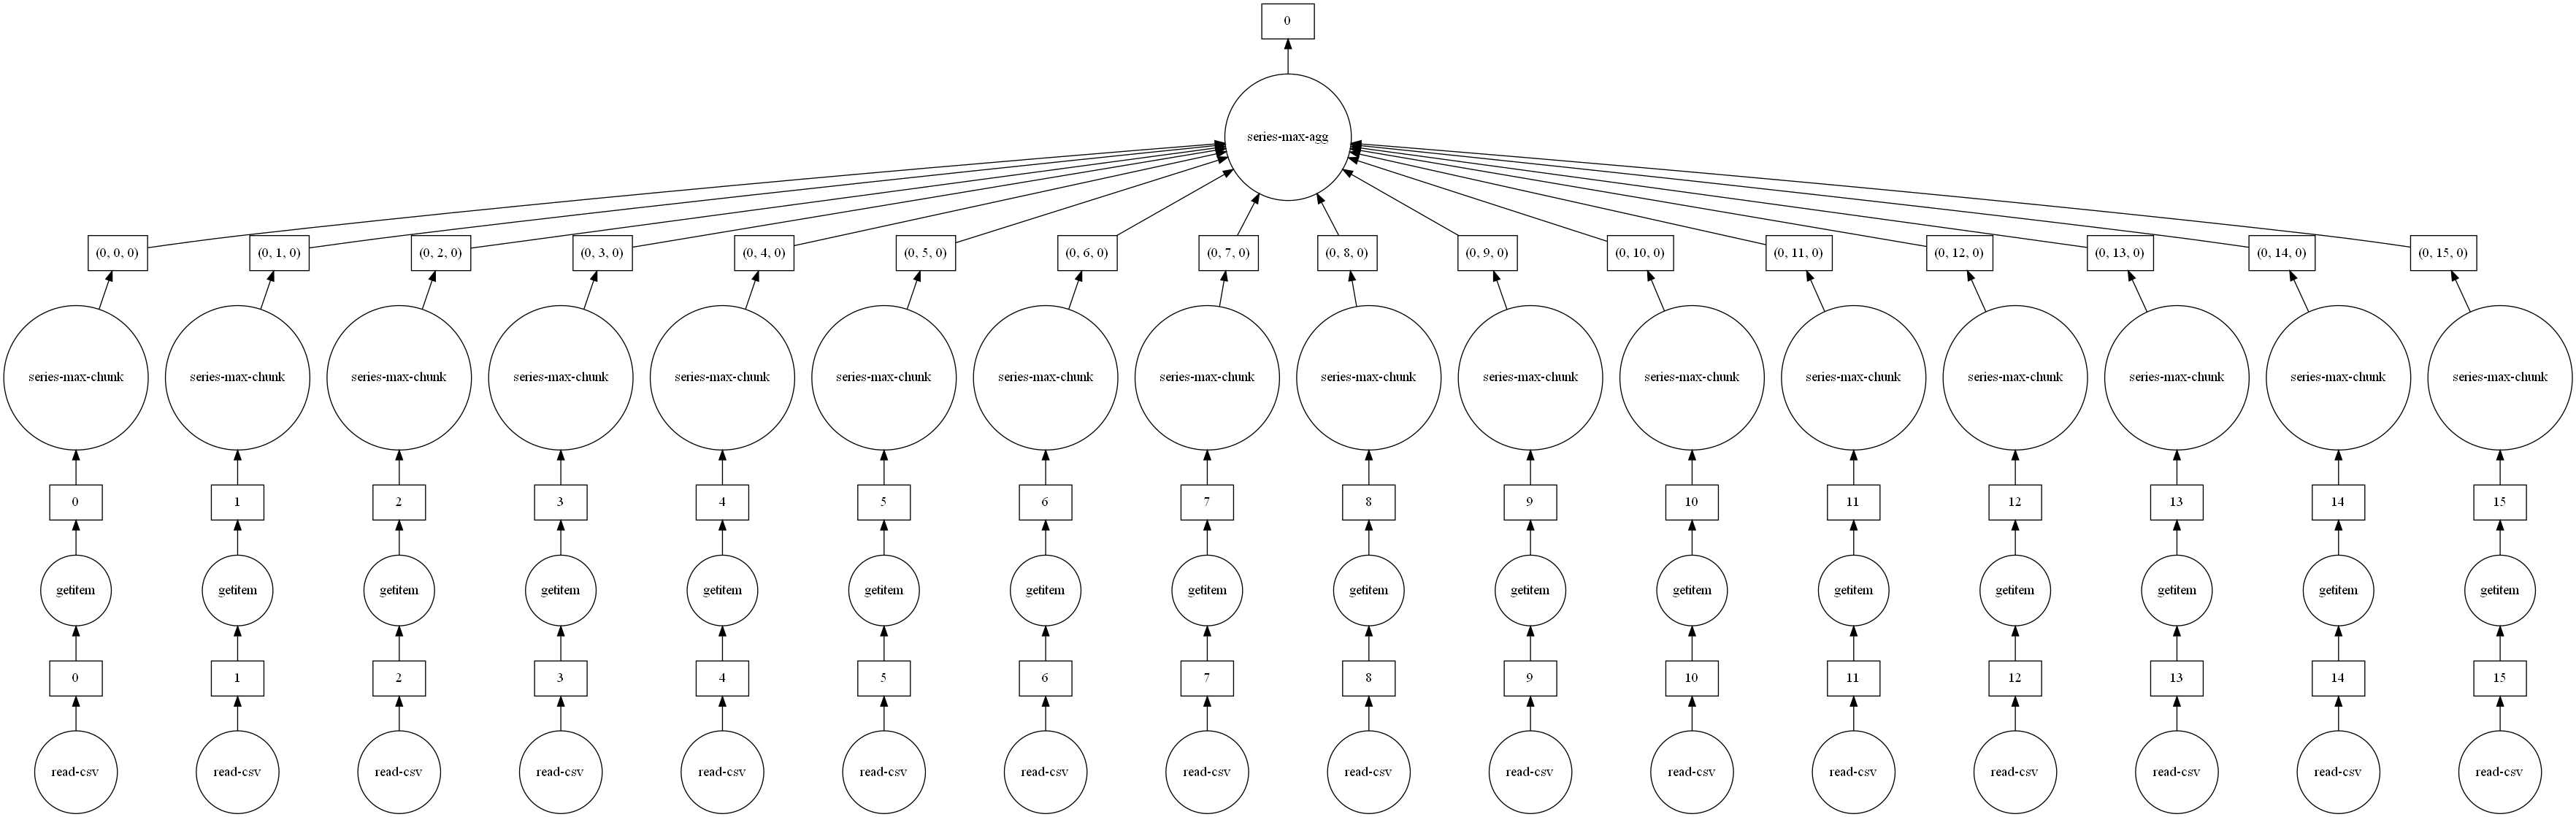 0
series-max-agg
(0, 0, 0) (0, 1, 0) (0, 2, 0) (0, 3, 0) (0, 4, 0) (0, 5, 0) (0, 6, 0) (0, 7, 0) (0, 8, 0) (0, 9, 0) (0, 10, 0) (0, 11, 0) (0, 12, 0) (0, 13, 0) (0, 14, 0) (0, 15, 0)
series-max-chunk series-max-chunk series-max-chunk series-max-chunk series-max-chunk series-max-chunk series-max-chunk series-max-chunk series-max-chunk series-max-chunk series-max-chunk series-max-chunk series-max-chunk series-max-chunk series-max-chunk series-max-chunk
0 1 2 3 4 5 6 7 8 9 10 11 12 13 14 15
getitem getitem getitem getitem getitem getitem getitem getitem getitem getitem getitem getitem getitem getitem getitem getitem
0 1 2 3 4 5 6 7 8 9 10 11 12 13 14 15
read-csv read-csv read-csv read-csv read-csv read-csv read-csv read-csv read-csv read-csv read-csv read-csv read-csv read-csv read-csv read-csv